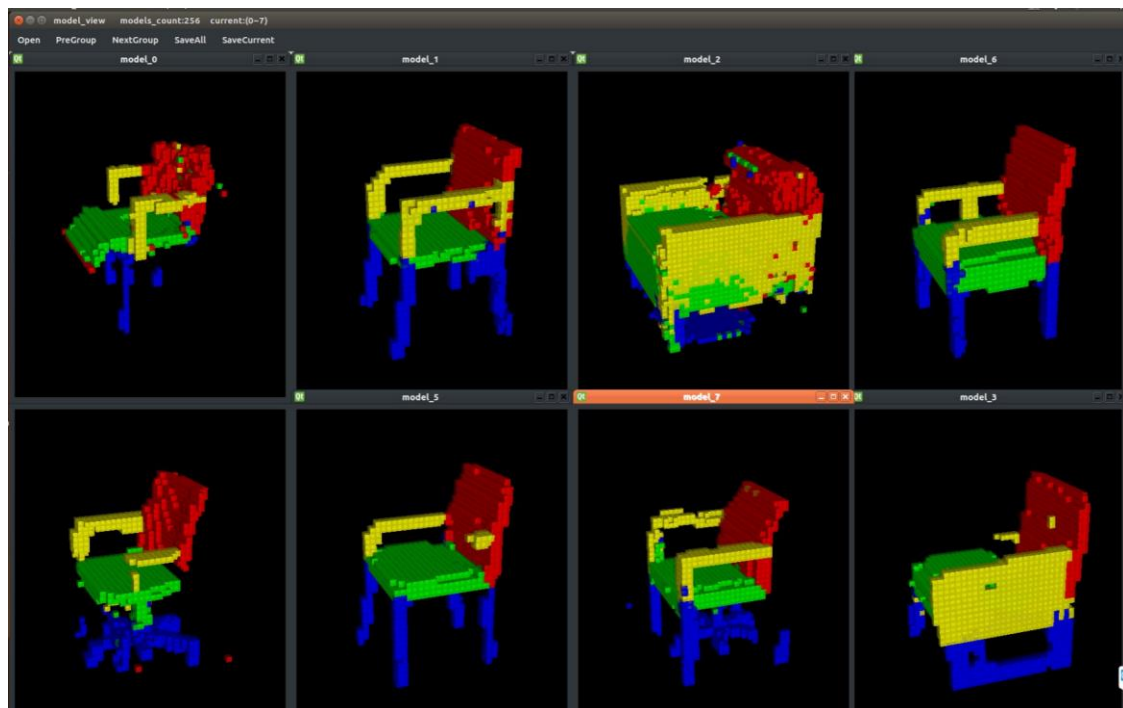 model_view models_count:256 current:(0~7)
Open PreGroup NextGroup SaveAll SaveCurrent
model_0 model_1 model_2 model_6
model_5 model_7 model_3